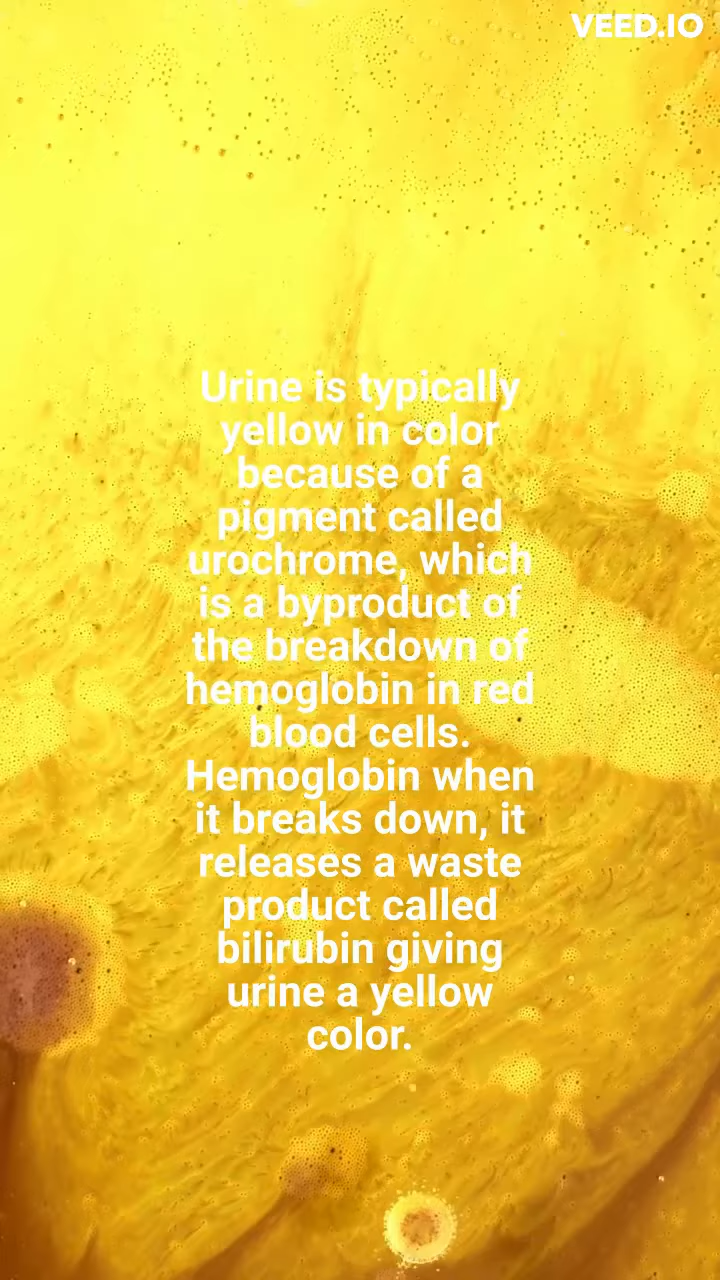 VEED.IO
Urine is typically
yellow in color
because of a
pigment called
urochrome, which
is a byproduct of
the breakdown of
hemoglobin in red
blood cells.
Hemoglobin when
it breaks down, it
releases a waste
product called
bilirubin giving
urine a yellow
color.